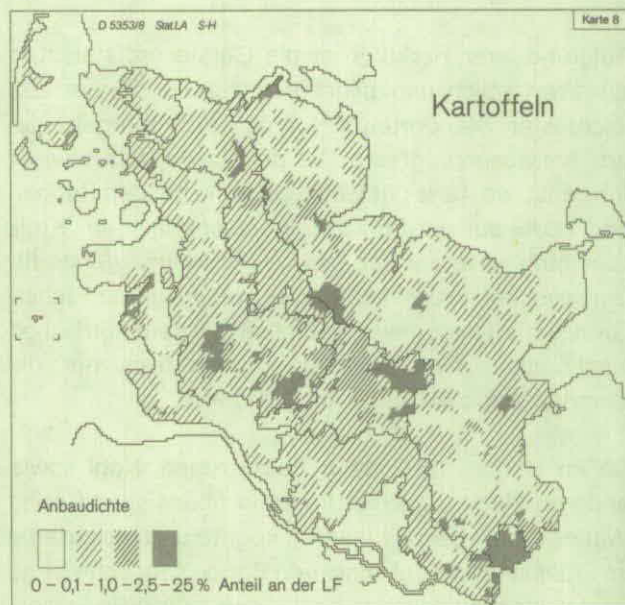 D 5353/8 Stat.LA S-H
Karte 8
Kartoffeln
Anbaudichte
0 – 0,1 – 1,0 – 2,5 – 25 % Anteil an der LF